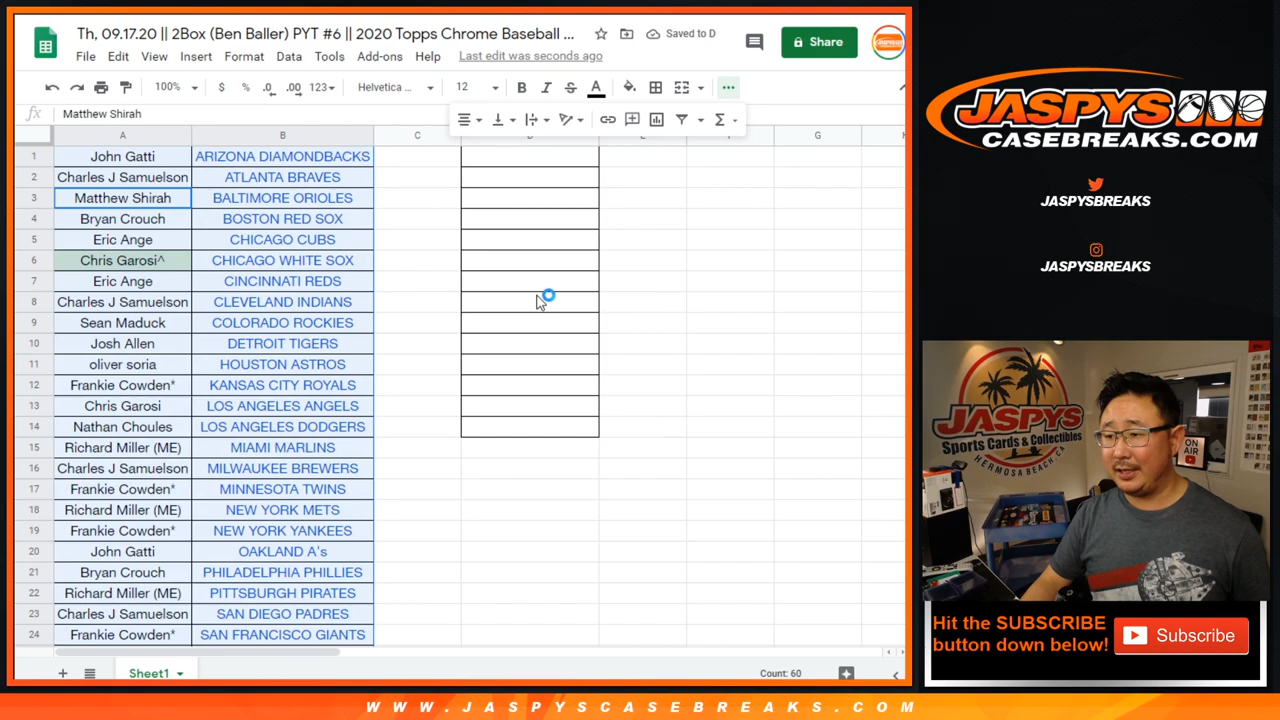 Th, 09.17.20 || 2Box (Ben Baller) PYT #6 || 2020 Topps Chrome Baseball ...
Saved to D
Share
File Edit View Insert Format Data Tools Add-ons Help Last edit was seconds ago
100% $ % .0 .00 123 Helvetica ... 12 B I S A ...
fx Matthew Shirah
A B C D G H
1 John Gatti ARIZONA DIAMONDBACKS
2 Charles J Samuelson ATLANTA BRAVES
3 Matthew Shirah BALTIMORE ORIOLES
4 Bryan Crouch BOSTON RED SOX
5 Eric Ange CHICAGO CUBS
6 Chris Garosi^ CHICAGO WHITE SOX
7 Eric Ange CINCINNATI REDS
8 Charles J Samuelson CLEVELAND INDIANS
9 Sean Maduck COLORADO ROCKIES
10 Josh Allen DETROIT TIGERS
11 oliver soria HOUSTON ASTROS
12 Frankie Cowden* KANSAS CITY ROYALS
13 Chris Garosi LOS ANGELES ANGELS
14 Nathan Choules LOS ANGELES DODGERS
15 Richard Miller (ME) MIAMI MARLINS
16 Charles J Samuelson MILWAUKEE BREWERS
17 Frankie Cowden* MINNESOTA TWINS
18 Richard Miller (ME) NEW YORK METS
19 Frankie Cowden* NEW YORK YANKEES
20 John Gatti OAKLAND A's
21 Bryan Crouch PHILADELPHIA PHILLIES
22 Richard Miller (ME) PITTSBURGH PIRATES
23 Charles J Samuelson SAN DIEGO PADRES
24 Frankie Cowden* SAN FRANCISCO GIANTS
Sheet1
Count: 60
JASPYS
CASEBREAKS.COM
JASPYSBREAKS
JASPYSBREAKS
JASPYS
Sports Cards & Collectibles
HERMOSA BEACH, CA
ON
AIR
Hit the SUBSCRIBE
button down below!
Subscribe
WWW.JASPYSCASEBREAKS.COM